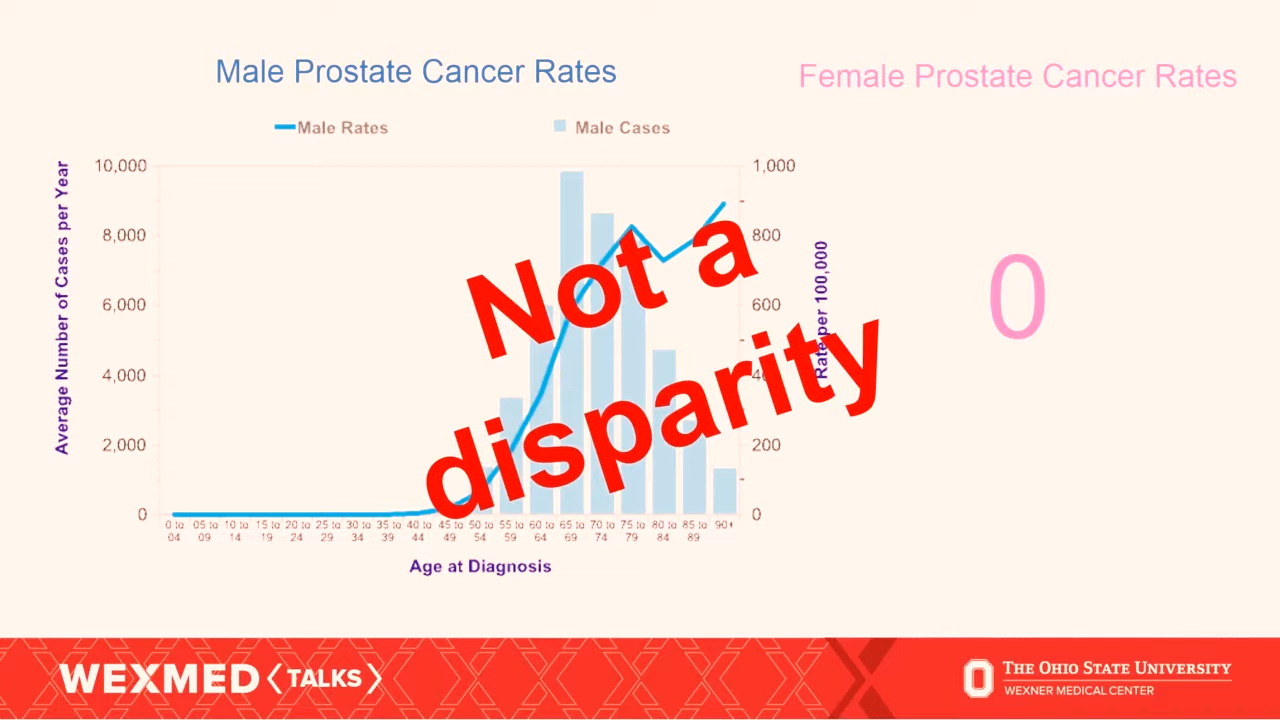 Male Prostate Cancer Rates
Female Prostate Cancer Rates
Male Rates
Male Cases
Average Number of Cases per Year
10,000
8,000
6,000
4,000
2,000
0
1,000
800
600
40
200
0
Rate per 100,000
0 to 04
05 to 09
10 to 14
15 to 19
20 to 24
25 to 29
30 to 34
35 to 39
40 to 44
45 to 49
50 to 54
55 to 59
60 to 64
65 to 69
70 to 74
75 to 79
80 to 84
85 to 89
90+
Age at Diagnosis
Not a
disparity
0
WEXMED TALKS
THE OHIO STATE UNIVERSITY
WEXNER MEDICAL CENTER